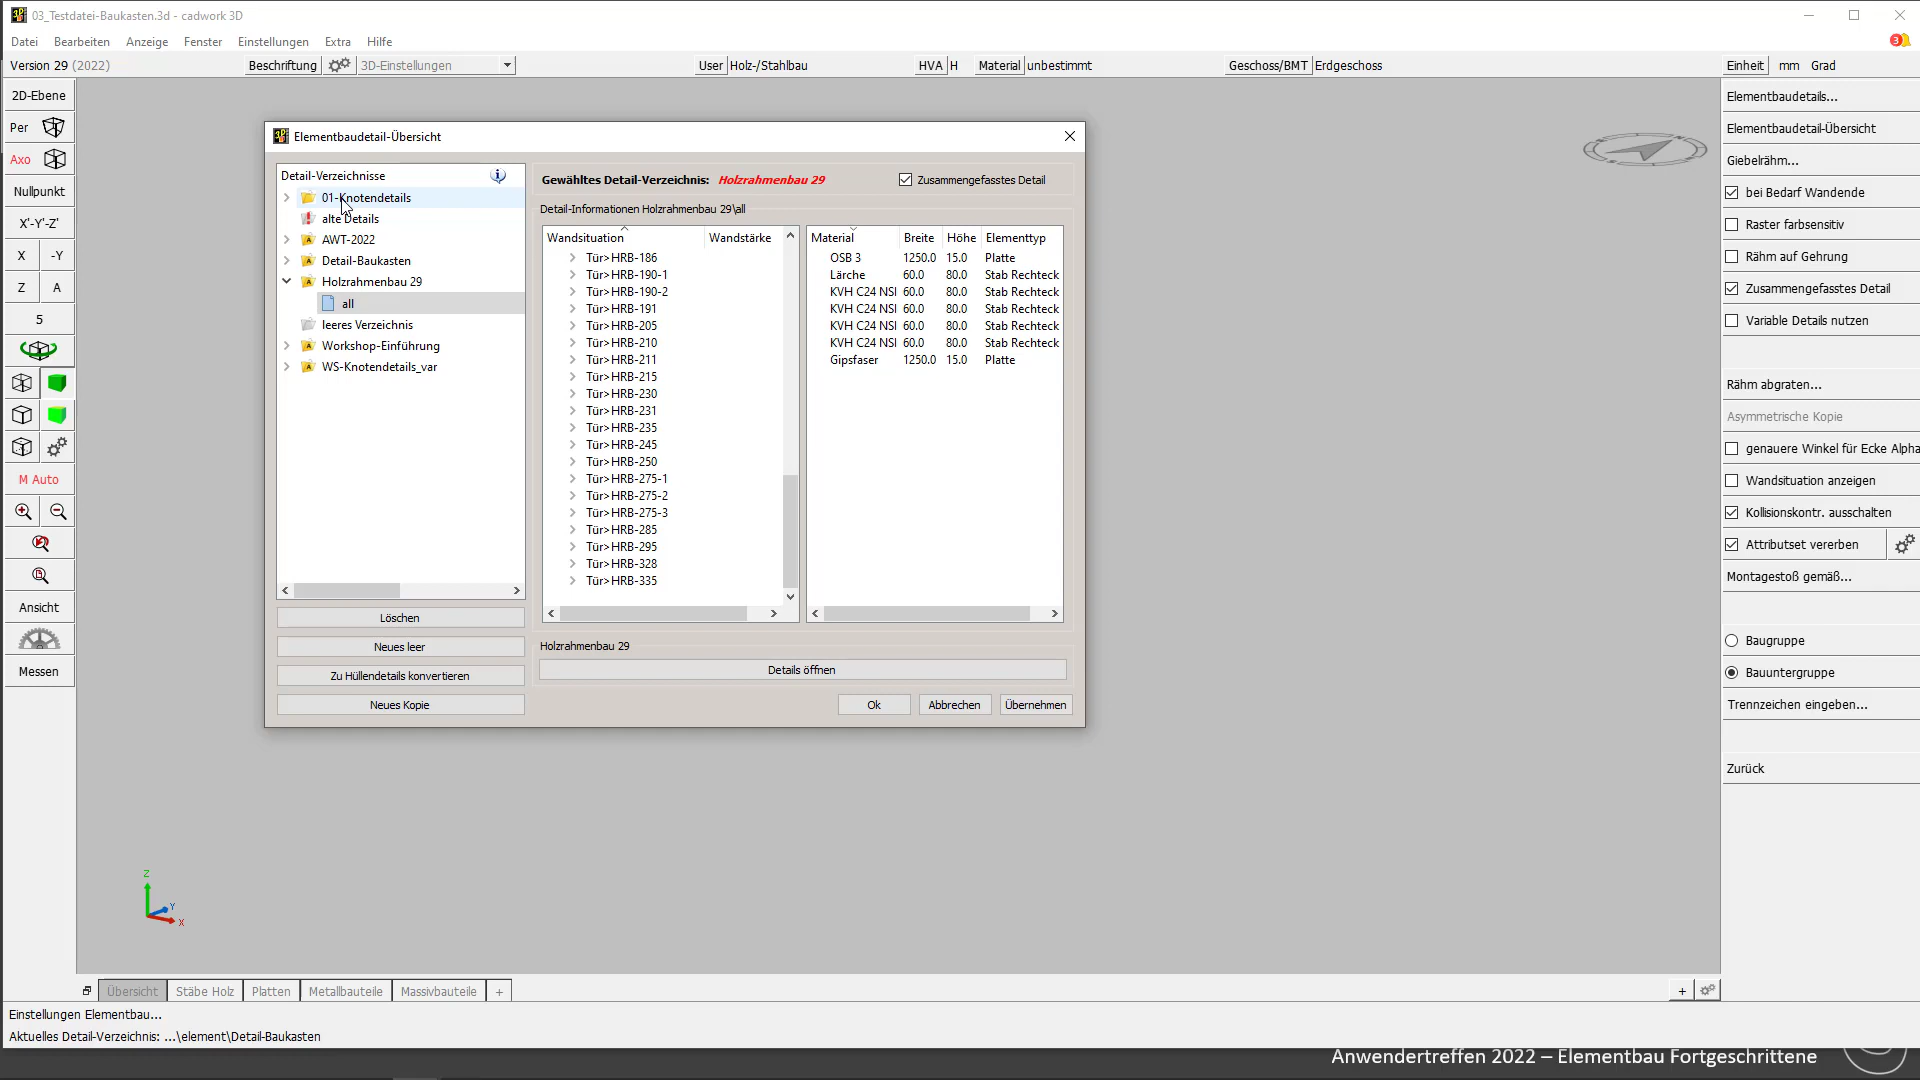 03_Testdatei-Baukasten.3d - cadwork 3D
Datei Bearbeiten Anzeige Fenster Einstellungen Extra Hilfe
3
Version 29 (2022) Beschriftung 3D-Einstellungen User Holz-/Stahlbau HVA H Material unbestimmt Geschoss/BMT Erdgeschoss Einheit mm Grad
2D-Ebene
Per
Axo
Nullpunkt
X'-Y'-Z'
X -Y
Z A
5
M Auto
Ansicht
Messen
Elementbaudetail-Übersicht
Detail-Verzeichnisse
01-Knotendetails
alte Details
AWT-2022
Detail-Baukasten
Holzrahmenbau 29
all
leeres Verzeichnis
Workshop-Einführung
WS-Knotendetails_var
Löschen
Neues leer
Zu Hüllendetails konvertieren
Neues Kopie
Gewähltes Detail-Verzeichnis: Holzrahmenbau 29 Zusammengefasstes Detail
Detail-Informationen Holzrahmenbau 29\all
Wandsituation Wandstärke
Tür>HRB-186
Tür>HRB-190-1
Tür>HRB-190-2
Tür>HRB-191
Tür>HRB-205
Tür>HRB-210
Tür>HRB-211
Tür>HRB-215
Tür>HRB-230
Tür>HRB-231
Tür>HRB-235
Tür>HRB-245
Tür>HRB-250
Tür>HRB-275-1
Tür>HRB-275-2
Tür>HRB-275-3
Tür>HRB-285
Tür>HRB-295
Tür>HRB-328
Tür>HRB-335
Material Breite Höhe Elementtyp
OSB 3 1250.0 15.0 Platte
Lärche 60.0 80.0 Stab Rechteck
KVH C24 NSI 60.0 80.0 Stab Rechteck
KVH C24 NSI 60.0 80.0 Stab Rechteck
KVH C24 NSI 60.0 80.0 Stab Rechteck
KVH C24 NSI 60.0 80.0 Stab Rechteck
Gipsfaser 1250.0 15.0 Platte
Holzrahmenbau 29
Details öffnen
Ok Abbrechen Übernehmen
Elementbaudetails...
Elementbaudetail-Übersicht
Giebelrähm...
bei Bedarf Wandende
Raster farbsensitiv
Rähm auf Gehrung
Zusammengefasstes Detail
Variable Details nutzen
Rähm abgraten...
Asymmetrische Kopie
genauere Winkel für Ecke Alpha
Wandsituation anzeigen
Kollisionskontr. ausschalten
Attributset vererben
Montagestoß gemäß...
Baugruppe
Bauuntergruppe
Trennzeichen eingeben...
Zurück
Z
Y
X
Übersicht Stäbe Holz Platten Metallbauteile Massivbauteile + +
Einstellungen Elementbau...
Aktuelles Detail-Verzeichnis: ...\element\Detail-Baukasten
Anwendertreffen 2022 – Elementbau Fortgeschrittene